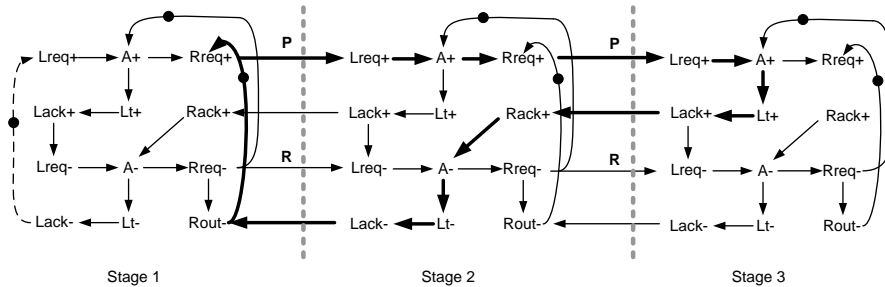 Lreq+ A+ Rreq+ P Lreq+ A+ Rreq+ P Lreq+ A+ Rreq+
Lack+ Lt+ Rack+ Lack+ Lt+ Rack+ Lack+ Lt+ Rack+
Lreq- A- Rreq- R Lreq- A- Rreq- R Lreq- A- Rreq-
Lack- Lt- Rout- Lack- Lt- Rout- Lack- Lt- Rout-
Stage 1 Stage 2 Stage 3